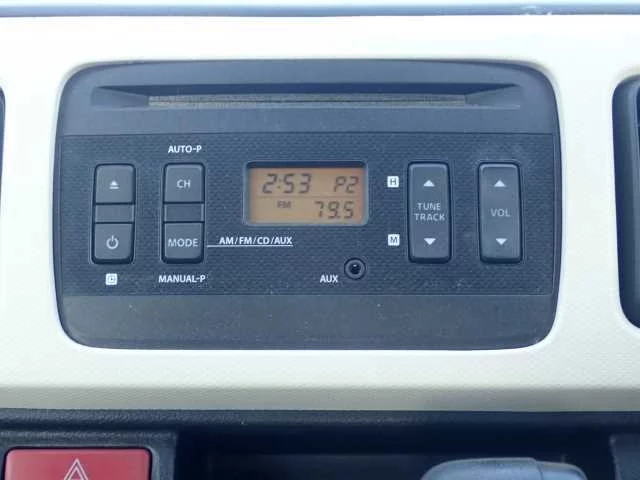 AUTO-P
CH
2:53 P2
FM 79.5
H
TUNE
TRACK
VOL
MODE
AM/FM/CD/AUX
M
MANUAL-P
AUX